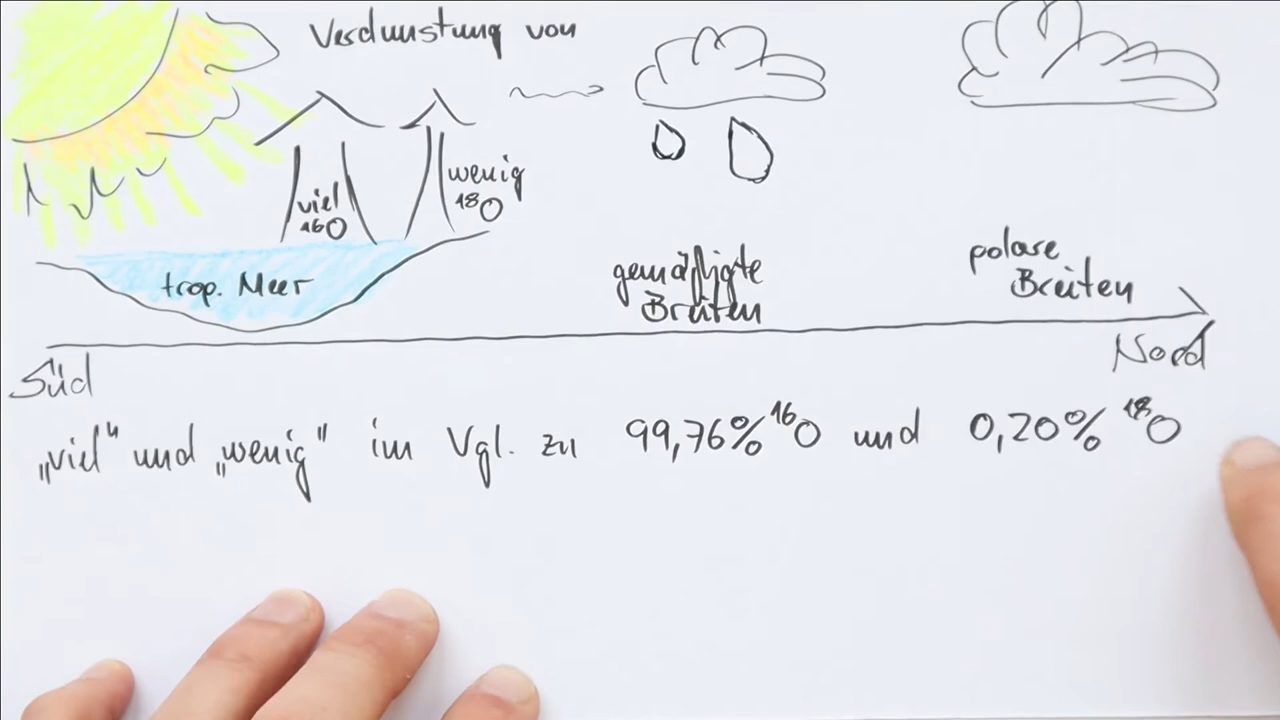 Verdunstung von
viel
16O
wenig
18O
trop. Meer
gemäßigte
Breiten
polare
Breiten
Süd
Nord
„viel“ und „wenig“ im Vgl. zu 99,76% 16O und 0,20% 18O